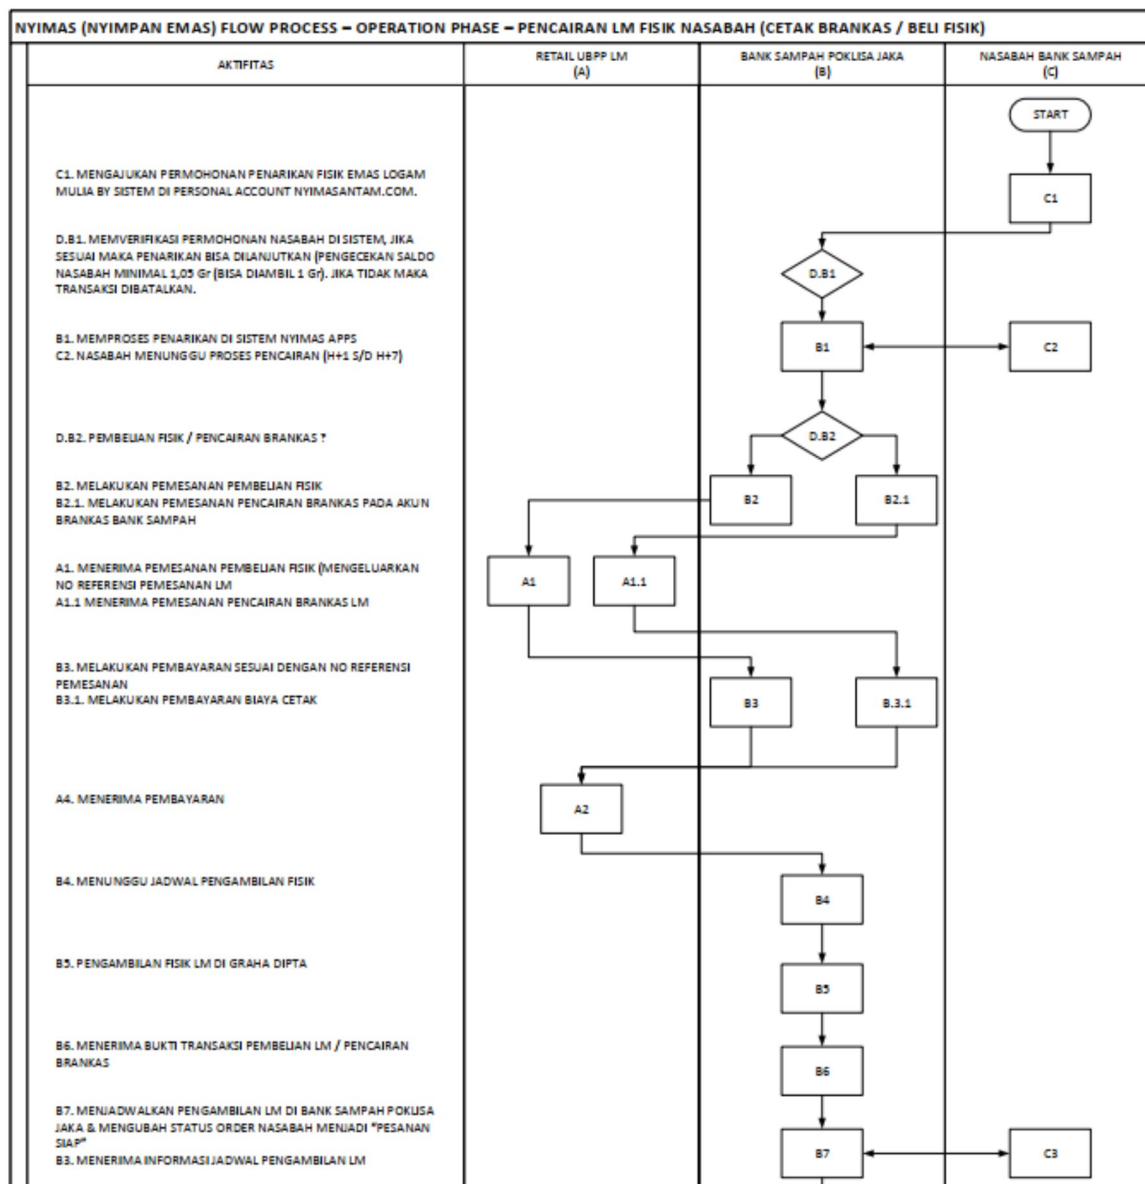 NYIMAS (NYIMPAN EMAS) FLOW PROCESS – OPERATION PHASE – PENCAIRAN LM FISIK NASABAH (CETAK BRANKAS / BELI FISIK)
AKTIFITAS
RETAIL UBPP LM
(A)
BANK SAMPAH POKLISA JAKA
(B)
NASABAH BANK SAMPAH
(C)
START
C1. MENGAJUKAN PERMOHONAN PENARIKAN FISIK EMAS LOGAM
MULIA BY SISTEM DI PERSONAL ACCOUNT NYIMASANTAM.COM.
C1
D.B1. MEMVERIFIKASI PERMOHONAN NASABAH DI SISTEM, JIKA
SESUAI MAKA PENARIKAN BISA DILANJUTKAN (PENGECEKAN SALDO
NASABAH MINIMAL 1,05 Gr (BISA DIAMBIL 1 Gr). JIKA TIDAK MAKA
TRANSAKSI DIBATALKAN.
D.B1
B1. MEMPROSES PENARIKAN DI SISTEM NYIMAS APPS
C2. NASABAH MENUNGGU PROSES PENCAIRAN (H+1 S/D H+7)
B1
C2
D.B2. PEMBELIAN FISIK / PENCAIRAN BRANKAS ?
D.B2
B2. MELAKUKAN PEMESANAN PEMBELIAN FISIK
B2.1. MELAKUKAN PEMESANAN PENCAIRAN BRANKAS PADA AKUN
BRANKAS BANK SAMPAH
B2
B2.1
A1. MENERIMA PEMESANAN PEMBELIAN FISIK (MENGELUARKAN
NO REFERENSI PEMESANAN LM
A1.1 MENERIMA PEMESANAN PENCAIRAN BRANKAS LM
A1
A1.1
B3. MELAKUKAN PEMBAYARAN SESUAI DENGAN NO REFERENSI
PEMESANAN
B3.1. MELAKUKAN PEMBAYARAN BIAYA CETAK
B3
B.3.1
A4. MENERIMA PEMBAYARAN
A2
B4. MENUNGGU JADWAL PENGAMBILAN FISIK
B4
B5. PENGAMBILAN FISIK LM DI GRAHA DIPTA
B5
B6. MENERIMA BUKTI TRANSAKSI PEMBELIAN LM / PENCAIRAN
BRANKAS
B6
B7. MENJADWALKAN PENGAMBILAN LM DI BANK SAMPAH POKLISA
JAKA & MENGUBAH STATUS ORDER NASABAH MENJADI "PESANAN
SIAP"
B3. MENERIMA INFORMASI JADWAL PENGAMBILAN LM
B7
C3